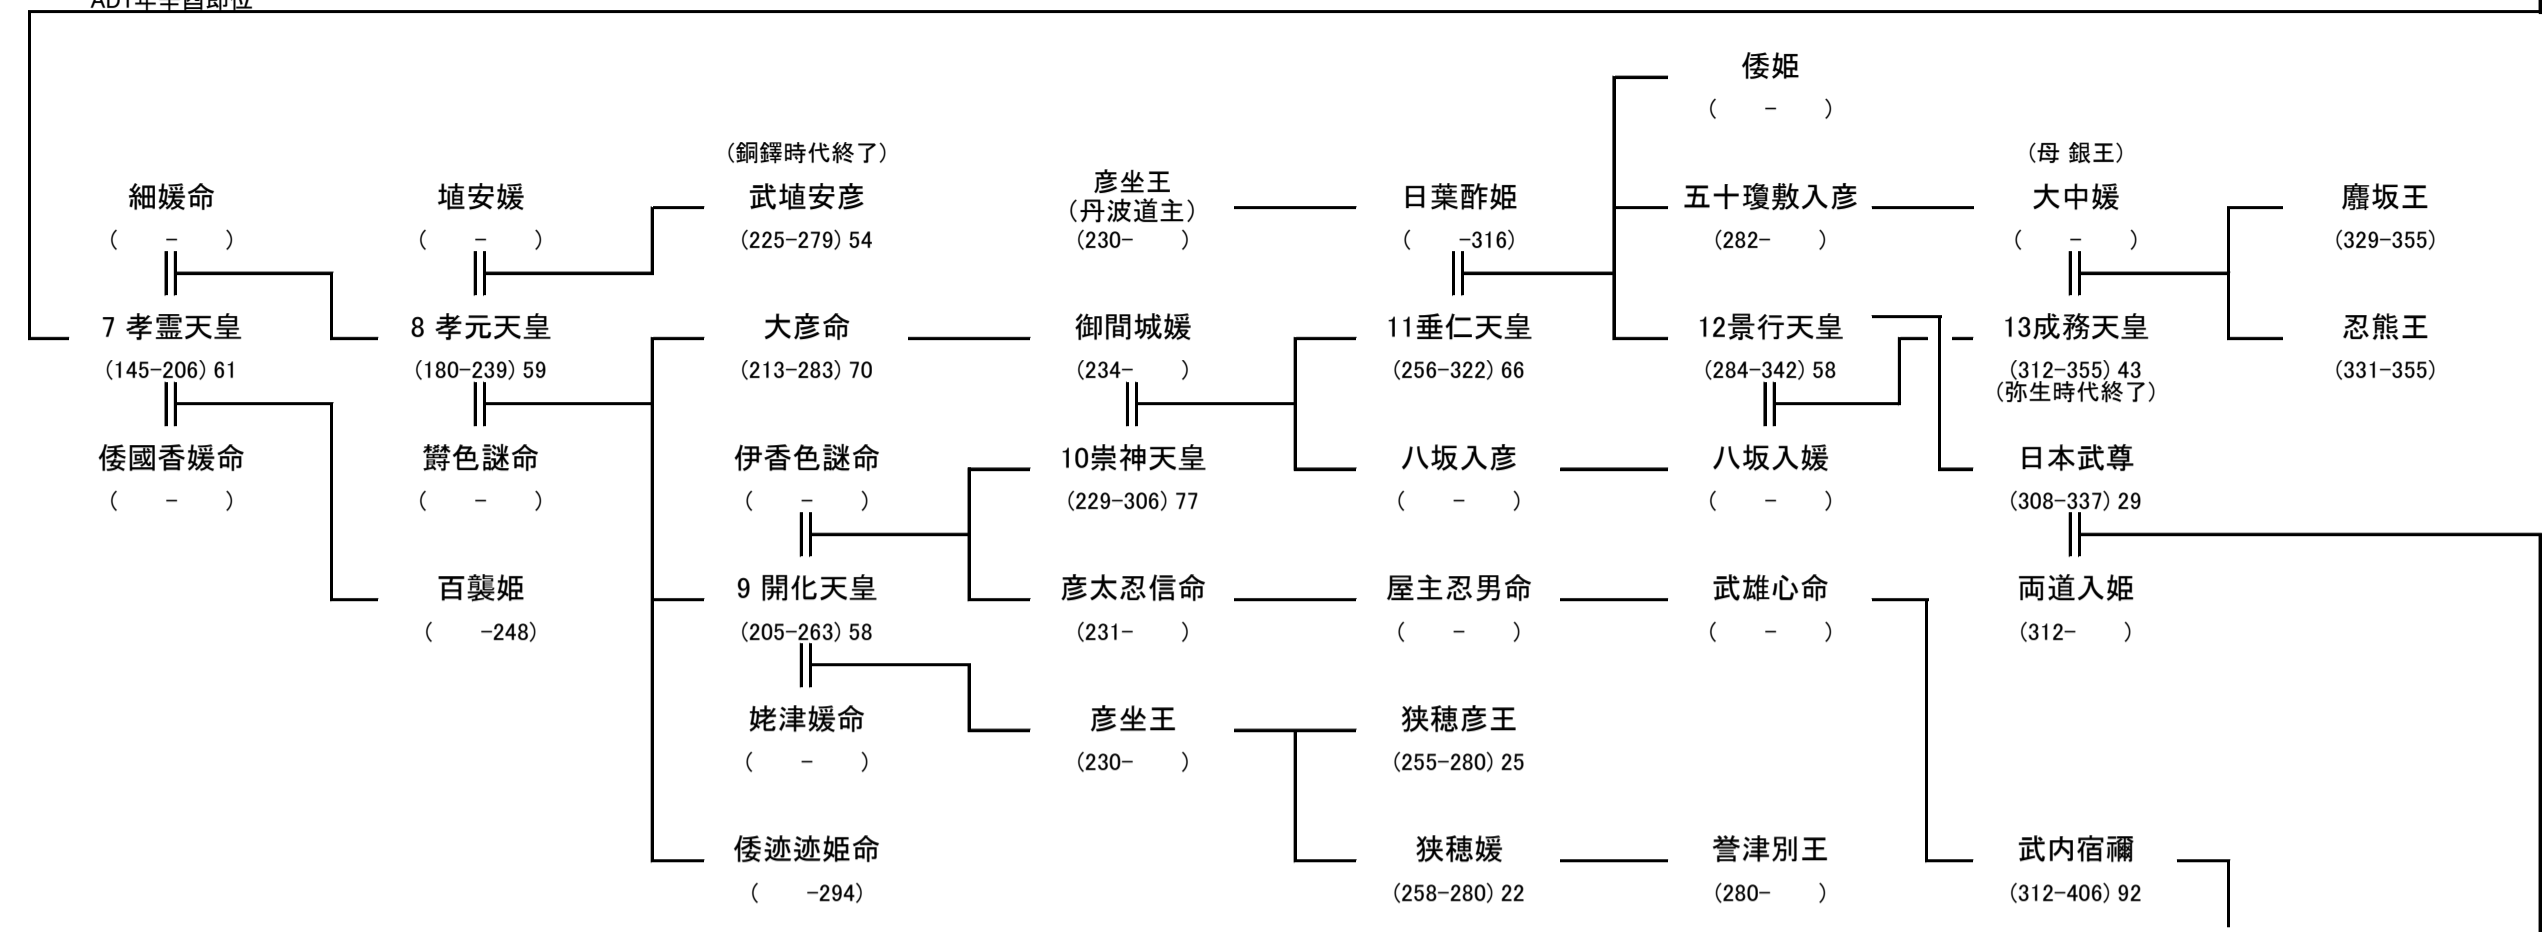 AD1年辛酉即位
倭姫
(　　-　　)
(銅鐸時代終了)
(母 銀王)
細媛命
埴安媛
武埴安彦
彦坐王
(丹波道主)
日葉酢姫
五十瓊敷入彦
大中媛
麛坂王
(　　-　　)
(　　-　　)
(225-279) 54
(230-　　)
(　　-316)
(282-　　)
(　　-　　)
(329-355)
7 孝霊天皇
8 孝元天皇
大彦命
御間城媛
11垂仁天皇
12景行天皇
13成務天皇
忍熊王
(145-206) 61
(180-239) 59
(213-283) 70
(234-　　)
(256-322) 66
(284-342) 58
(312-355) 43
(弥生時代終了)
(331-355)
倭國香媛命
欝色謎命
伊香色謎命
10崇神天皇
八坂入彦
八坂入媛
日本武尊
(　　-　　)
(　　-　　)
(　　-　　)
(229-306) 77
(　　-　　)
(　　-　　)
(308-337) 29
百襲姫
9 開化天皇
彦太忍信命
屋主忍男命
武雄心命
両道入姫
(　　-248)
(205-263) 58
(231-　　)
(　　-　　)
(　　-　　)
(312-　　)
姥津媛命
彦坐王
狭穂彦王
(　　-　　)
(230-　　)
(255-280) 25
倭迹迹姫命
狭穂媛
誉津別王
武内宿禰
(　　-294)
(258-280) 22
(280-　　)
(312-406) 92